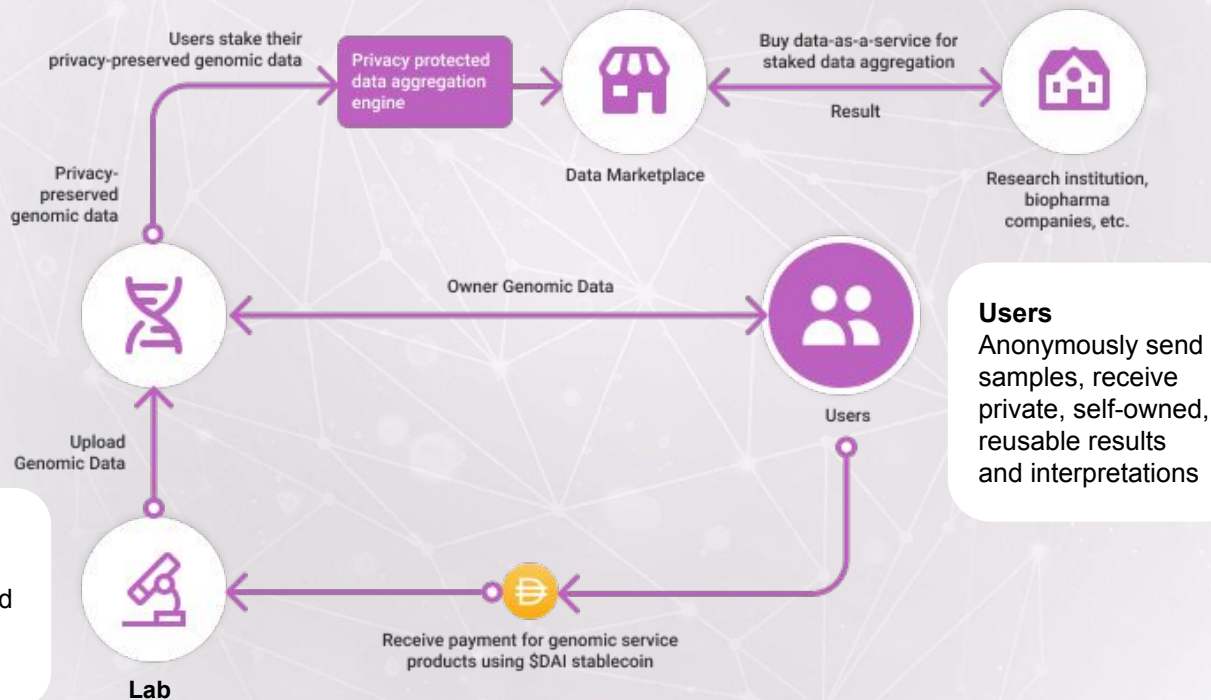 Users stake their
privacy-preserved genomic data
Privacy protected
data aggregation
engine
Buy data-as-a-service for
staked data aggregation
Result
Data Marketplace
Research institution,
biopharma
companies, etc.
Privacy-
preserved
genomic data
Owner Genomic Data
Users
Users
Anonymously send
samples, receive
private, self-owned,
reusable results
and interpretations
Upload
Genomic Data
Receive payment for genomic service
products using $DAI stablecoin
Lab